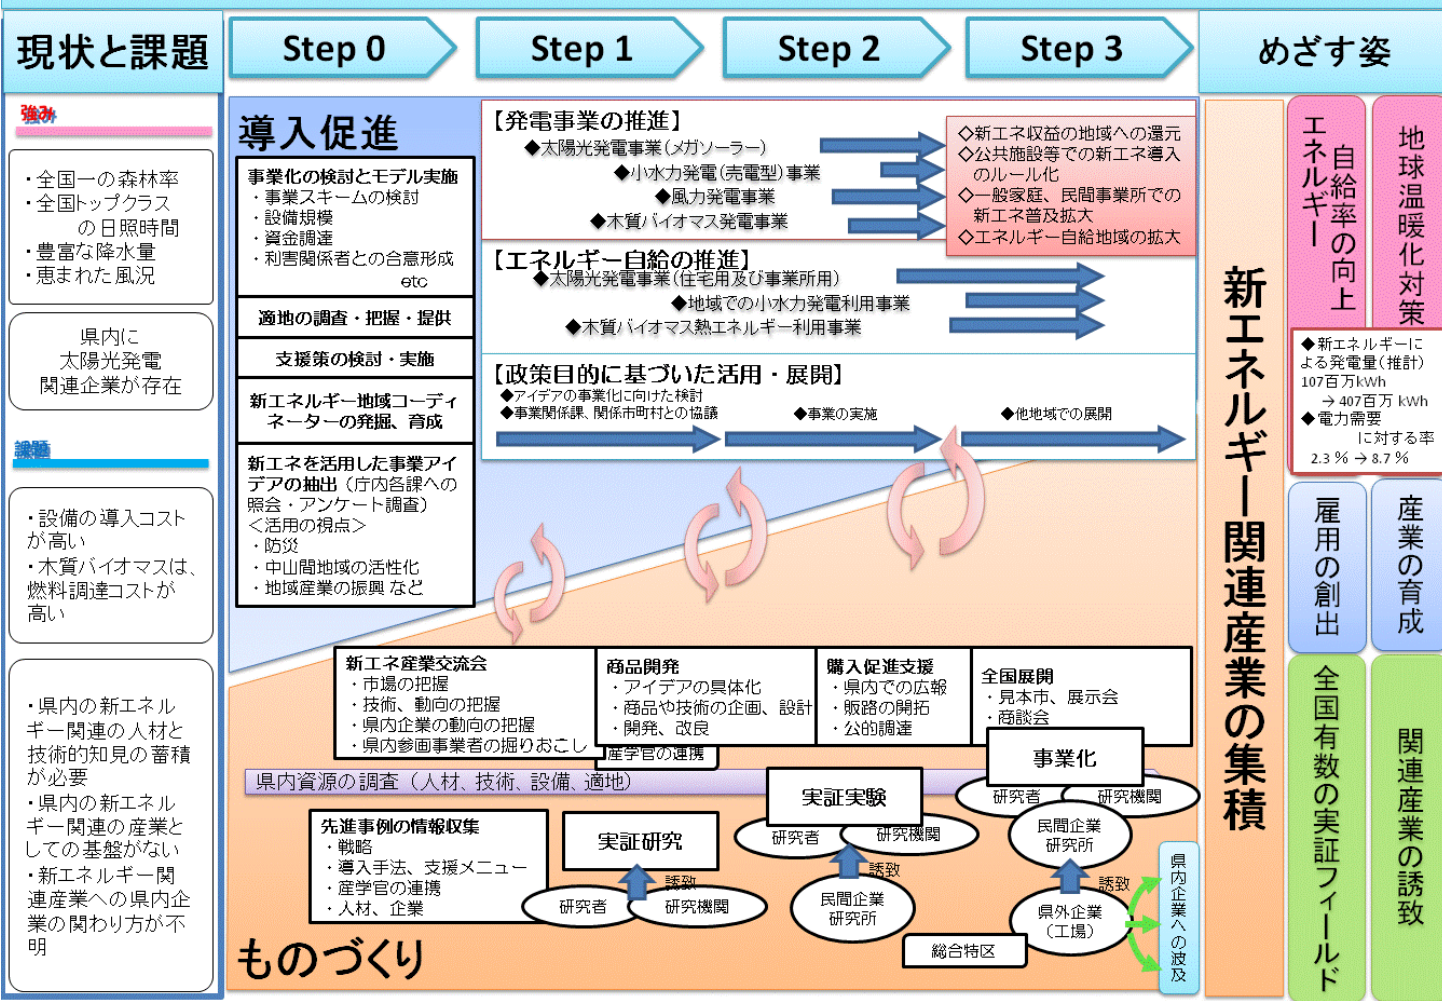 現状と課題
Step 0
Step 1
Step 2
Step 3
めざす姿
強み
・全国一の森林率
・全国トップクラス
の日照時間
・豊富な降水量
・恵まれた風況
県内に
太陽光発電
関連企業が存在
課題
・設備の導入コスト
が高い
・木質バイオマスは、
燃料調達コストが
高い
・県内の新エネル
ギー関連の人材と
技術的知見の蓄積
が必要
・県内の新エネル
ギー関連の産業と
しての基盤がない
・新エネルギー関
連産業への県内企
業の関わり方が不
明
導入促進
事業化の検討とモデル実施
・事業スキームの検討
・設備規模
・資金調達
・利害関係者との合意形成
etc
適地の調査・把握・提供
支援策の検討・実施
新エネルギー地域コーディ
ネーターの発掘、育成
新エネを活用した事業アイ
デアの抽出（庁内各課への
照会・アンケート調査）
＜活用の視点＞
・防災
・中山間地域の活性化
・地域産業の振興 など
【発電事業の推進】
◆太陽光発電事業（メガソーラー）
◆小水力発電（売電型）事業
◆風力発電事業
◆木質バイオマス発電事業
◇新エネ収益の地域への還元
◇公共施設等での新エネ導入
のルール化
◇一般家庭、民間事業所での
新エネ普及拡大
◇エネルギー自給地域の拡大
【エネルギー自給の推進】
◆太陽光発電事業（住宅用及び事業所用）
◆地域での小水力発電利用事業
◆木質バイオマス熱エネルギー利用事業
【政策目的に基づいた活用・展開】
◆アイデアの事業化に向けた検討
◆事業関係課、関係市町村との協議
◆事業の実施
◆他地域での展開
新エネ産業交流会
・市場の把握
・技術、動向の把握
・県内企業の動向の把握
・県内参画事業者の掘りおこし
商品開発
・アイデアの具体化
・商品や技術の企画、設計
・開発、改良
産学官の連携
購入促進支援
・県内での広報
・販路の開拓
・公的調達
全国展開
・見本市、展示会
・商談会
県内資源の調査（人材、技術、設備、適地）
先進事例の情報収集
・戦略
・導入手法、支援メニュー
・産学官の連携
・人材、企業
実証研究
誘致
研究者
研究機関
実証実験
研究者
研究機関
誘致
民間企業
研究所
事業化
研究者
研究機関
民間企業
研究所
誘致
県外企業
（工場）
総合特区
県内企業への波及
ものづくり
新エネルギー関連産業の集積
エネルギー
自給率の向上
地球温暖化対策
◆新エネルギーに
よる発電量（推計）
107百万kWh
→ 407百万 kWh
◆電力需要
に対する率
2.3 % → 8.7 %
雇用の創出
産業の育成
全国有数の実証フィールド
関連産業の誘致